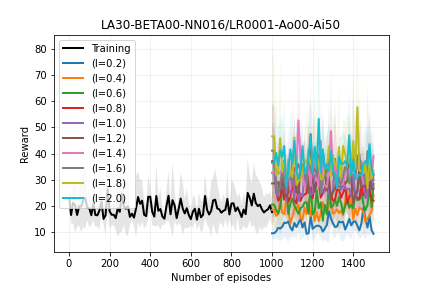 LA30-BETA00-NN016/LR0001-Ao00-Ai50
Reward
80
70
60
50
40
30
20
10
Training
(l=0.2)
(l=0.4)
(l=0.6)
(l=0.8)
(l=1.0)
(l=1.2)
(l=1.4)
(l=1.6)
(l=1.8)
(l=2.0)
0 200 400 600 800 1000 1200 1400
Number of episodes